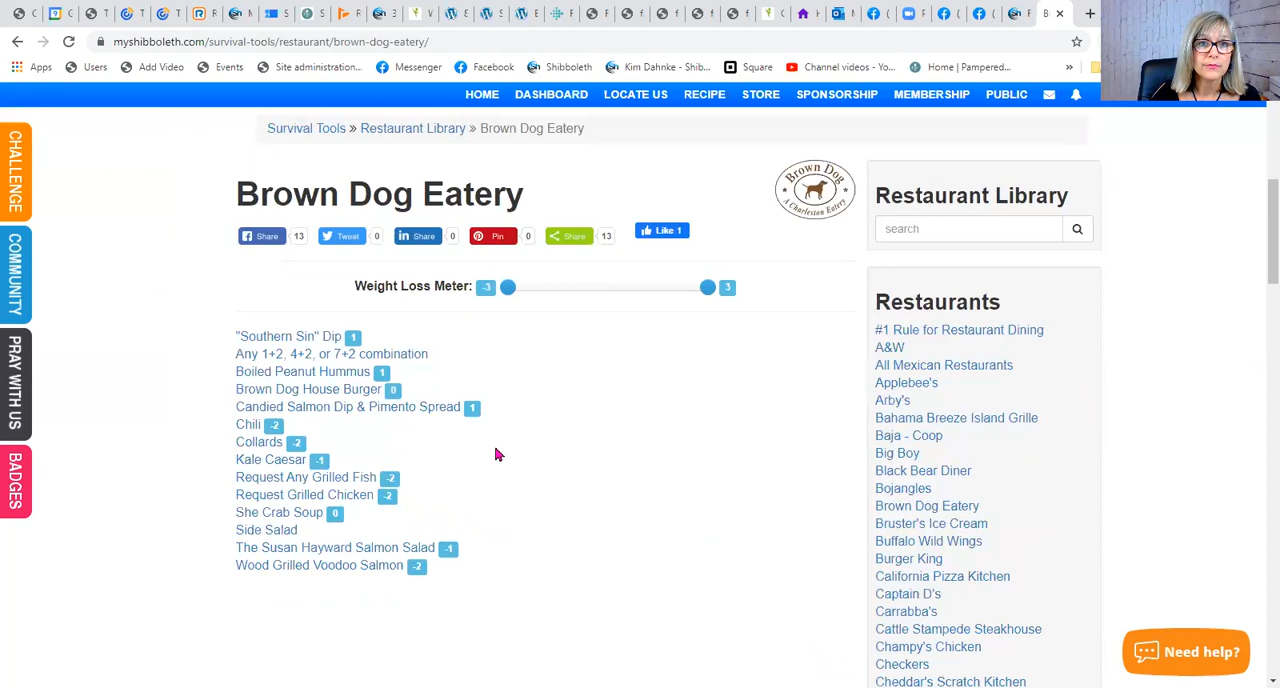 C
C
T
T
T
R
N
S
S
3
V
S
S
E
F
F
f
f
f
f
C
H
N
(
F
(
(
F
B
myshibboleth.com/survival-tools/restaurant/brown-dog-eatery/
Apps Users Add Video Events Site administration... Messenger Faceb... Shibboleth Kim Dahnke - Shib... Square Channel videos - Yo... Home | Pampered... »
HOME DASHBOARD LOCATE US RECIPE STORE SPONSORSHIP MEMBERSHIP PUBLIC
CHALLENGE
COMMUNITY
PRAY WITH US
BADGES
Survival Tools » Restaurant Library » Brown Dog Eatery
Brown Dog Eatery
Brown Dog
A Charleston Eatery
Share 13 Tweet 0 Share 0 Pin 0 Share 13 Like 1
Weight Loss Meter: -3 3
"Southern Sin" Dip 1
Any 1+2, 4+2, or 7+2 combination
Boiled Peanut Hummus 1
Brown Dog House Burger 0
Candied Salmon Dip & Pimento Spread 1
Chili -2
Collards -2
Kale Caesar -1
Request Any Grilled Fish -2
Request Grilled Chicken -2
She Crab Soup 0
Side Salad
The Susan Hayward Salmon Salad -1
Wood Grilled Voodoo Salmon -2
Restaurant Library
search
Restaurants
#1 Rule for Restaurant Dining
A&W
All Mexican Restaurants
Applebee's
Arby's
Bahama Breeze Island Grille
Baja - Coop
Big Boy
Black Bear Diner
Bojangles
Brown Dog Eatery
Bruster's Ice Cream
Buffalo Wild Wings
Burger King
California Pizza Kitchen
Captain D's
Carrabba's
Cattle Stampede Steakhouse
Champy's Chicken
Checkers
Cheddar's Scratch Kitchen
Need help?